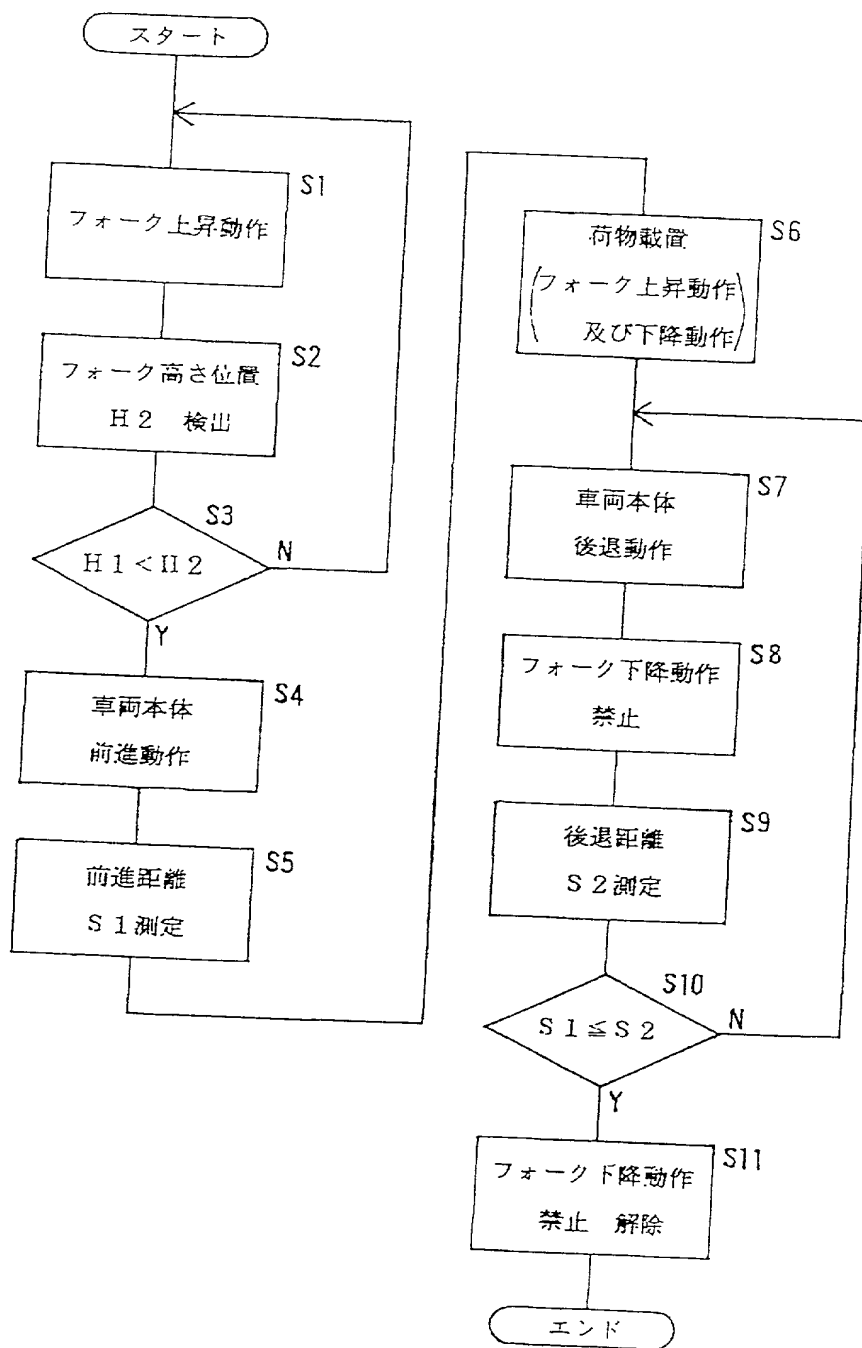 スタート
S1
フォーク上昇動作
S2
フォーク高さ位置
H2 検出
S3
H1<H2
N
Y
S4
車両本体
前進動作
S5
前進距離
S1測定
S6
荷物載置
(フォーク上昇動作
及び下降動作)
S7
車両本体
後退動作
S8
フォーク下降動作
禁止
S9
後退距離
S2測定
S10
S1≦S2
N
Y
S11
フォーク下降動作
禁止 解除
エンド